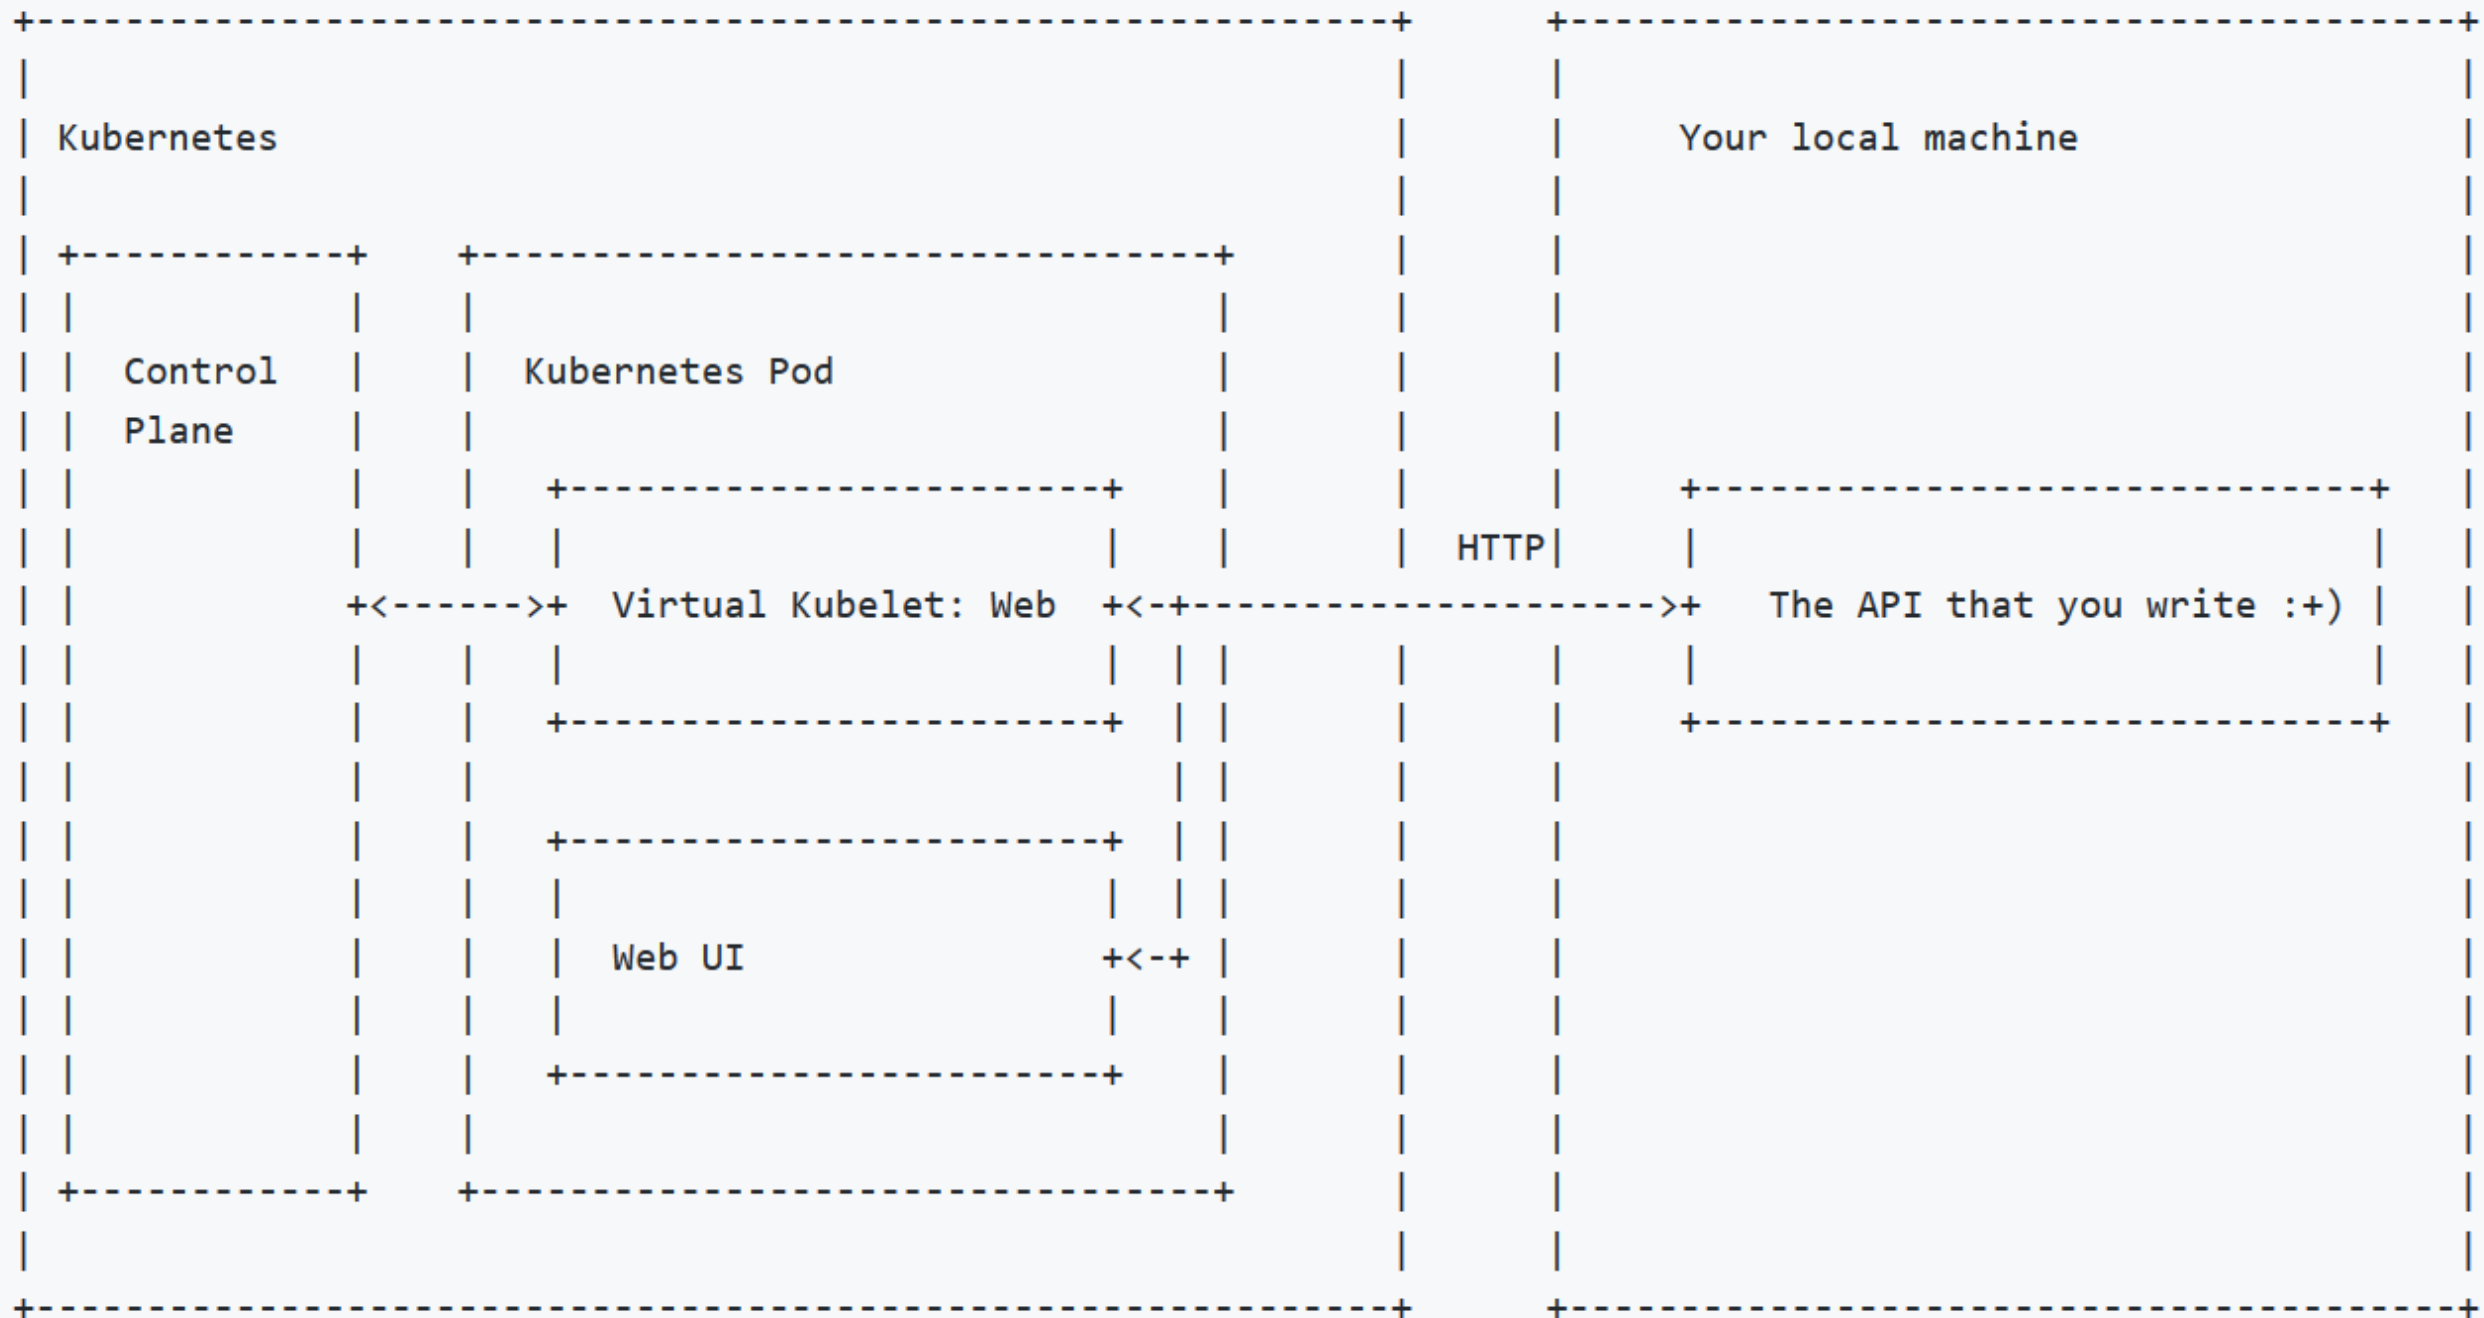 Kubernetes
Your local machine
Control
Plane
Kubernetes Pod
HTTP
Virtual Kubelet: Web
The API that you write :+)
Web UI